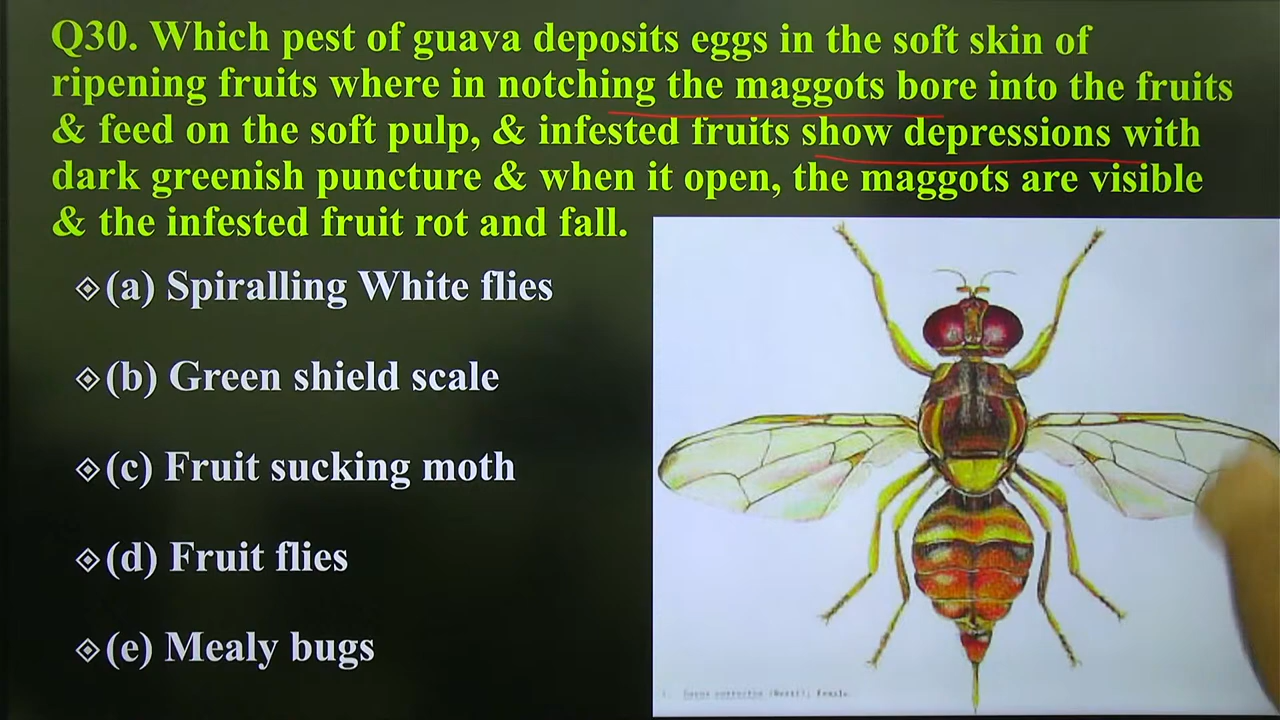 Q30. Which pest of guava deposits eggs in the soft skin of
ripening fruits where in notching the maggots bore into the fruits
& feed on the soft pulp, & infested fruits show depressions with
dark greenish puncture & when it open, the maggots are visible
& the infested fruit rot and fall.
(a) Spiralling White flies
(b) Green shield scale
(c) Fruit sucking moth
(d) Fruit flies
(e) Mealy bugs